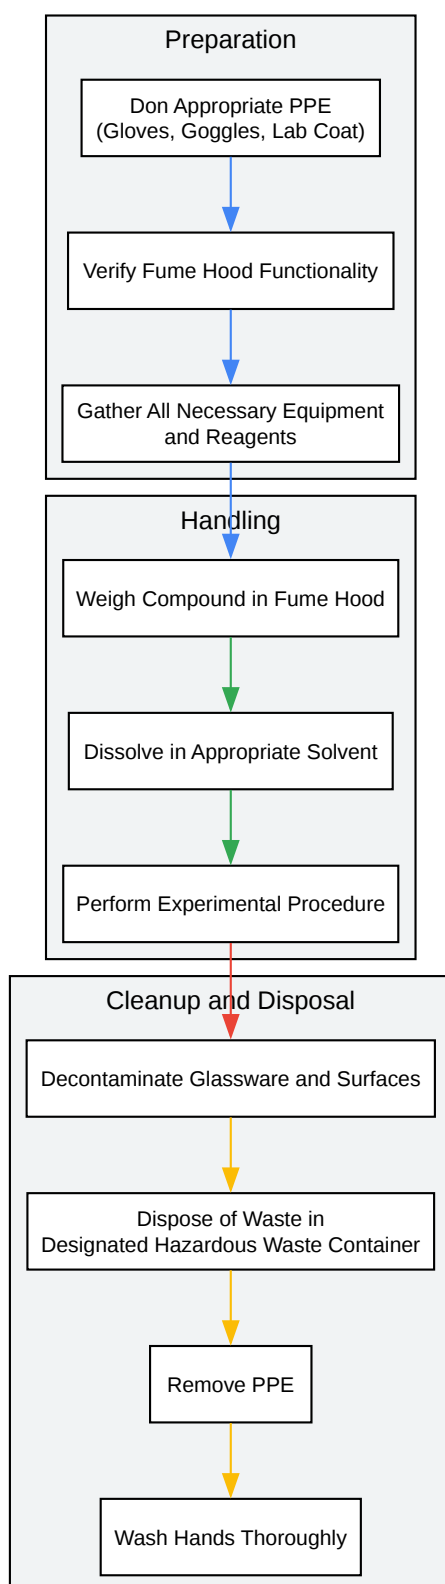 Preparation
Don Appropriate PPE
(Gloves, Goggles, Lab Coat)
Verify Fume Hood Functionality
Gather All Necessary Equipment
and Reagents
Handling
Weigh Compound in Fume Hood
Dissolve in Appropriate Solvent
Perform Experimental Procedure
Cleanup and Disposal
Decontaminate Glassware and Surfaces
Dispose of Waste in
Designated Hazardous Waste Container
Remove PPE
Wash Hands Thoroughly